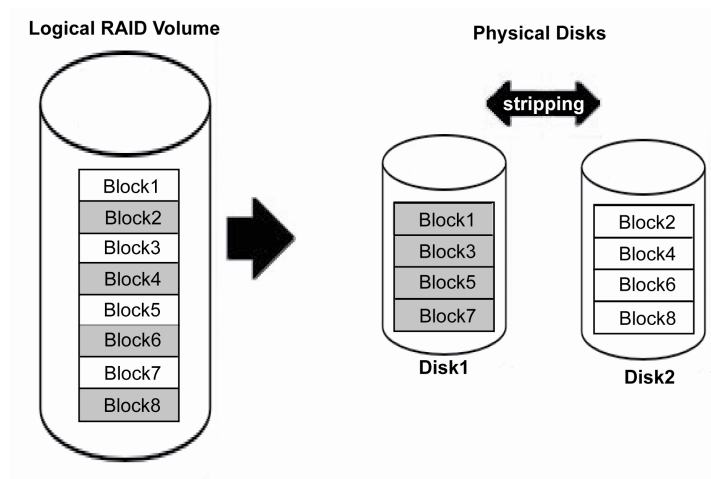 Logical RAID Volume
Physical Disks
stripping
Block1
Block2
Block3
Block4
Block5
Block6
Block7
Block8
Block1
Block3
Block5
Block7
Disk1
Block2
Block4
Block6
Block8
Disk2